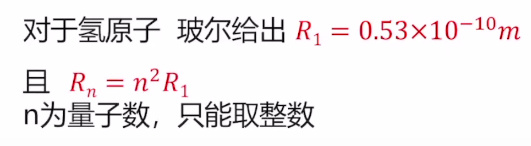 对于氢原子 玻尔给出 R₁ = 0.53×10⁻¹⁰m
且 Rₙ = n²R₁
n为量子数，只能取整数